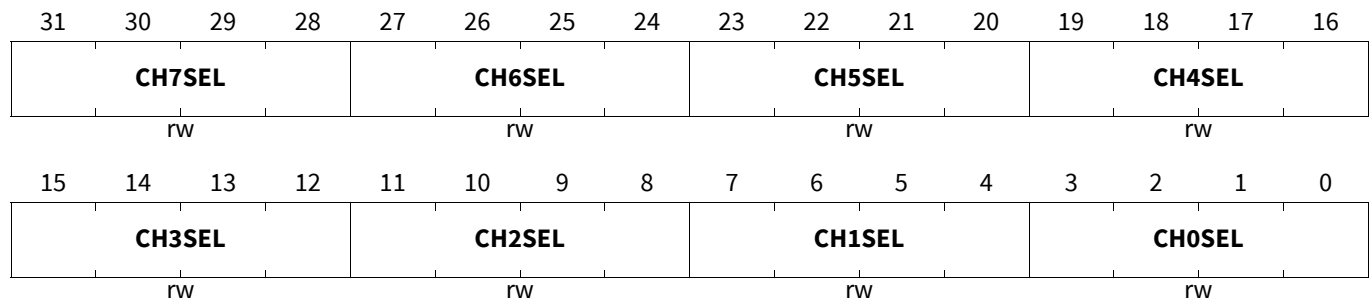 31 30 29 28 27 26 25 24 23 22 21 20 19 18 17 16
CH7SEL CH6SEL CH5SEL CH4SEL
rw rw rw rw
15 14 13 12 11 10 9 8 7 6 5 4 3 2 1 0
CH3SEL CH2SEL CH1SEL CH0SEL
rw rw rw rw